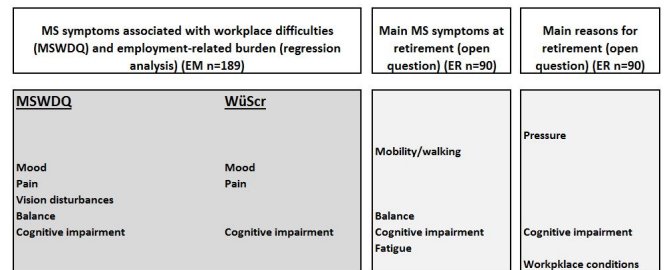 MS symptoms associated with workplace difficulties
(MSWDQ) and employment-related burden (regression
analysis) (EM n=189)
Main MS symptoms at
retirement (open
question) (ER n=90)
Main reasons for
retirement (open
question) (ER n=90)
MSWDQ WüScr
Pressure
Mobility/walking
Mood Mood
Pain Pain
Vision disturbances
Balance Balance
Cognitive impairment Cognitive impairment Cognitive impairment Cognitive impairment
Fatigue
Workpklace conditions